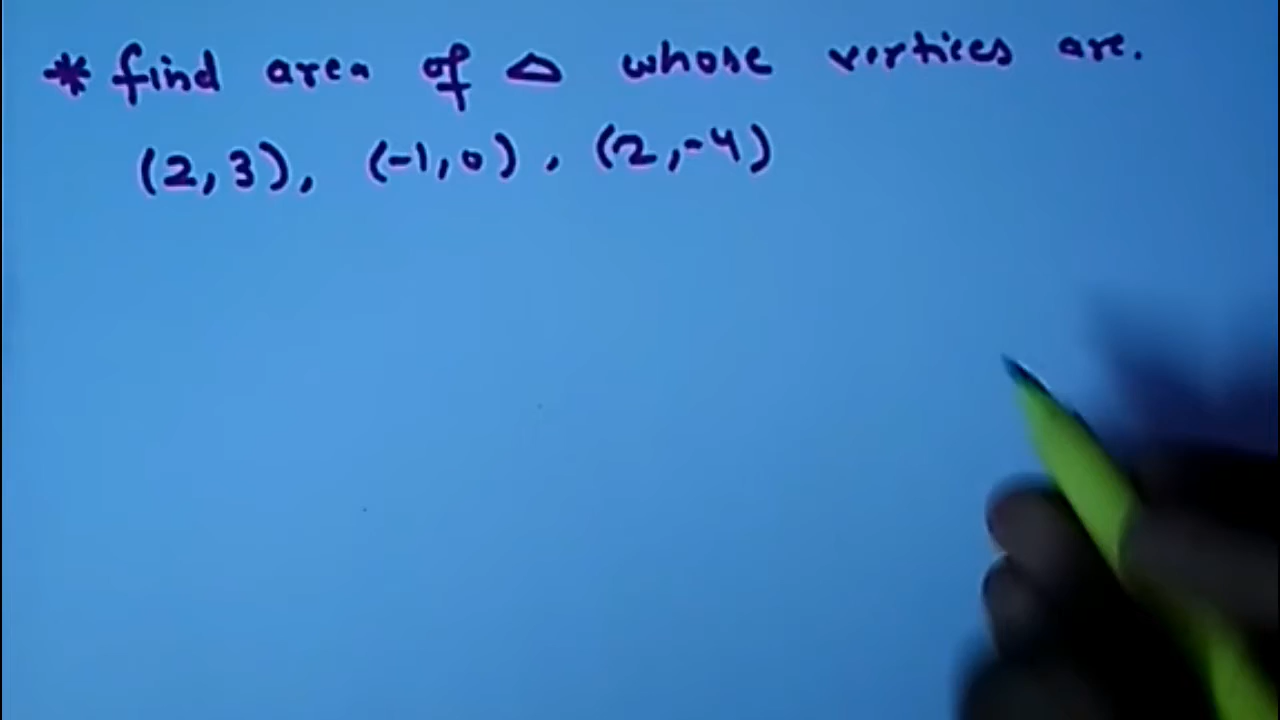 * find area of △ whose vertices are.
(2,3), (-1,0), (2,-4)